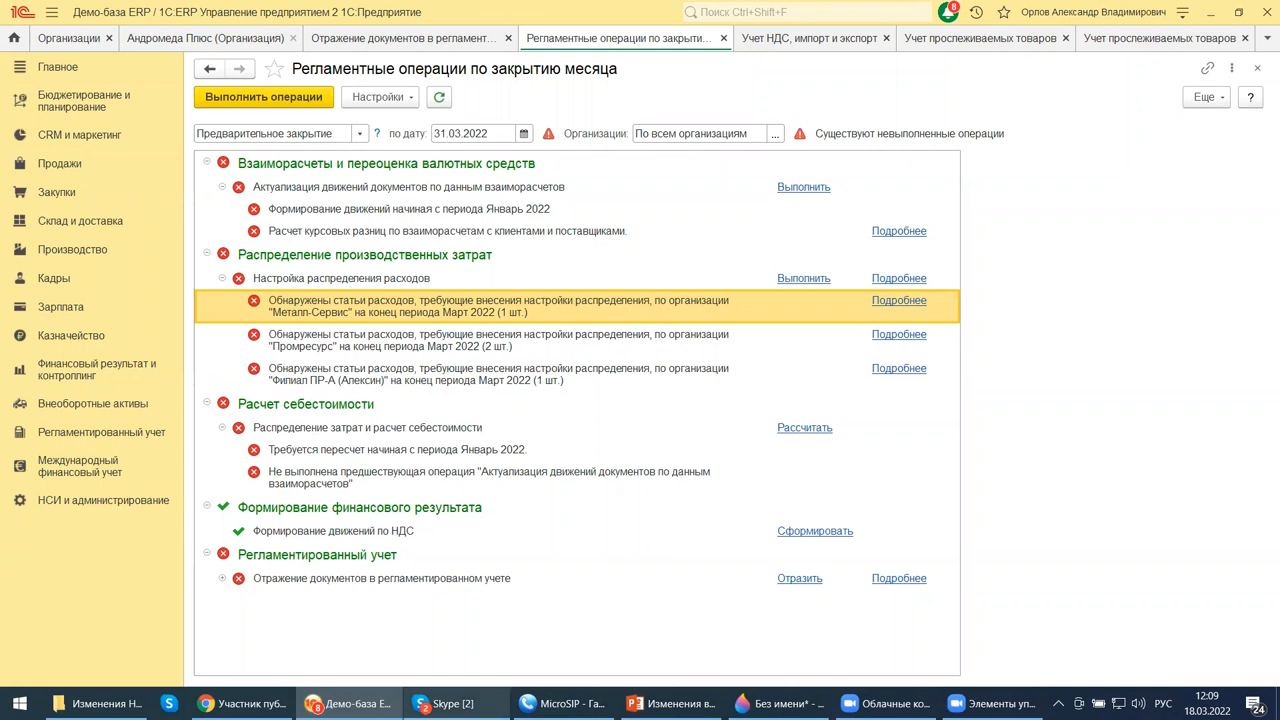 Демо-база ERP / 1С:ERP Управление предприятием 2 1С:Предприятие
Поиск Ctrl+Shift+F
8
Орлов Александр Владимирович
Организации
Андромеда Плюс (Организация)
Отражение документов в регламент...
Регламентные операции по закрыти...
Учет НДС, импорт и экспорт
Учет прослеживаемых товаров
Учет прослеживаемых товаров
Главное
Бюджетирование и
планирование
CRM и маркетинг
Продажи
Закупки
Склад и доставка
Производство
Кадры
Зарплата
Казначейство
Финансовый результат и
контроллинг
Внеоборотные активы
Регламентированный учет
Международный
финансовый учет
НСИ и администрирование
Регламентные операции по закрытию месяца
Выполнить операции
Настройки
Еще
?
Предварительное закрытие
?
по дату:
31.03.2022
Организации:
По всем организациям
...
Существуют невыполненные операции
Взаиморасчеты и переоценка валютных средств
Актуализация движений документов по данным взаиморасчетов
Выполнить
Формирование движений начиная с периода Январь 2022
Расчет курсовых разниц по взаиморасчетам с клиентами и поставщиками.
Подробнее
Распределение производственных затрат
Настройка распределения расходов
Выполнить
Подробнее
Обнаружены статьи расходов, требующие внесения настройки распределения, по организации
"Металл-Сервис" на конец периода Март 2022 (1 шт.)
Подробнее
Обнаружены статьи расходов, требующие внесения настройки распределения, по организации
"Промресурс" на конец периода Март 2022 (2 шт.)
Подробнее
Обнаружены статьи расходов, требующие внесения настройки распределения, по организации
"Филиал ПР-А (Алексин)" на конец периода Март 2022 (1 шт.)
Подробнее
Расчет себестоимости
Распределение затрат и расчет себестоимости
Рассчитать
Требуется пересчет начиная с периода Январь 2022.
Не выполнена предшествующая операция "Актуализация движений документов по данным
взаиморасчетов"
Формирование финансового результата
Формирование движений по НДС
Сформировать
Регламентированный учет
Отражение документов в регламентированном учете
Отразить
Подробнее
Изменения Н...
Участник пуб...
8
Демо-база E...
2
Skype [2]
MicroSIP - Га...
Изменения в...
Без имени* - ...
Облачные ко...
Элементы уп...
РУС
12:09
18.03.2022
24